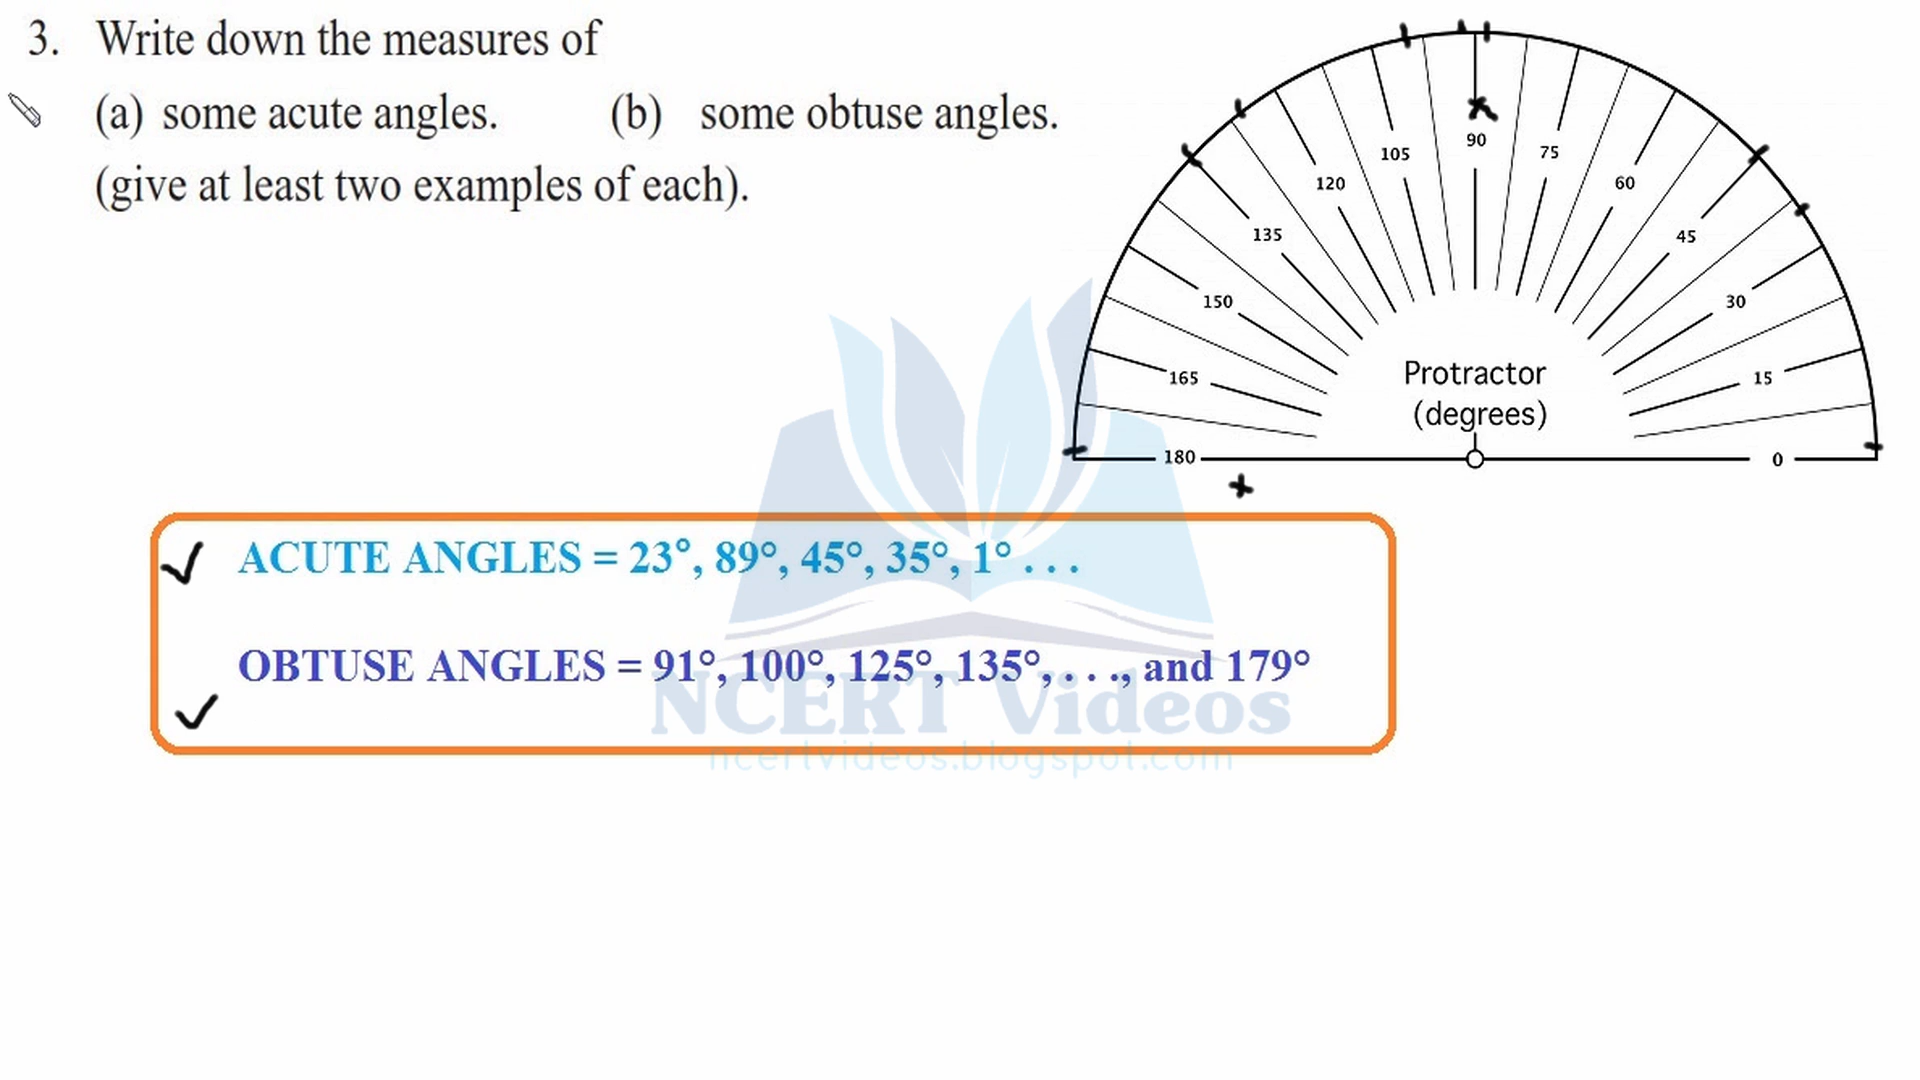 3. Write down the measures of
(a) some acute angles. (b) some obtuse angles.
(give at least two examples of each).
90
105
75
120
60
135
45
150
30
165
15
Protractor
(degrees)
180
0
ACUTE ANGLES = 23°, 89°, 45°, 35°, 1° . . .
OBTUSE ANGLES = 91°, 100°, 125°, 135°, . . ., and 179°
NCERT Videos
ncertvideos.blogspot.com